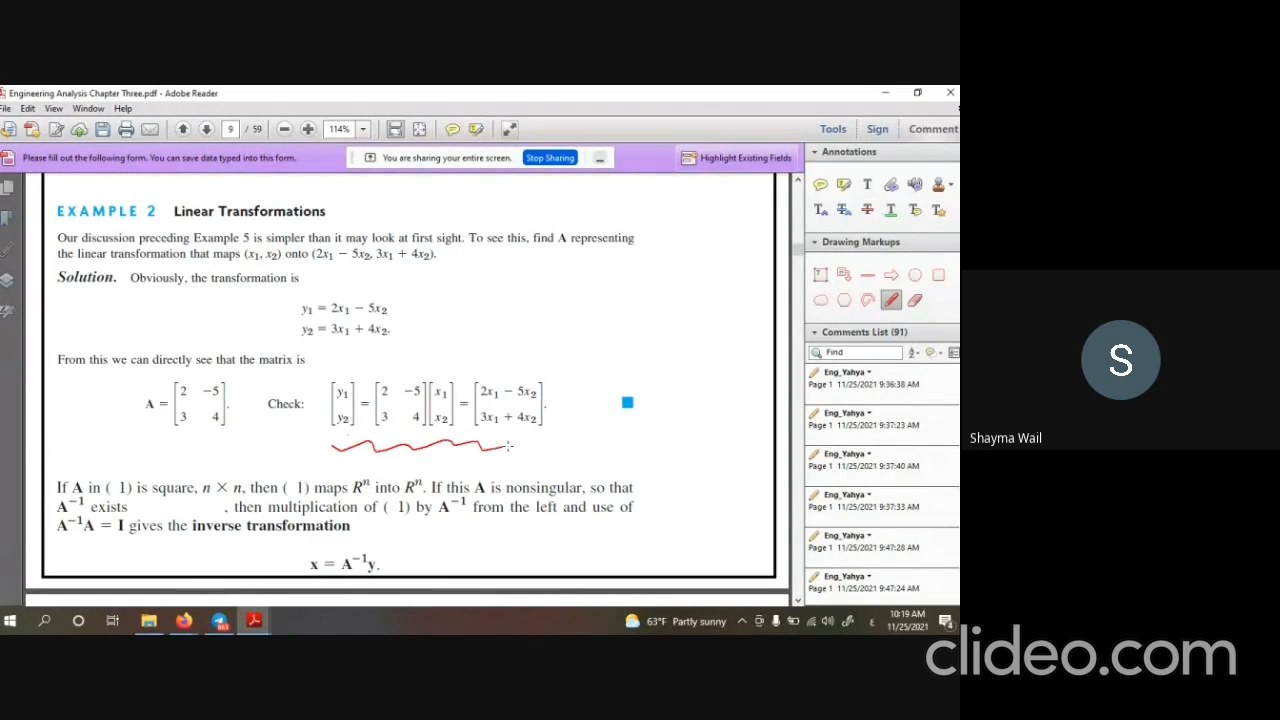 Engineering Analysis Chapter Three.pdf - Adobe Reader
File Edit View Window Help
9 / 59 114% Tools Sign Comment
Please fill out the following form. You can save data typed into this form. You are sharing your entire screen. Stop Sharing Highlight Existing Fields
Annotations
Drawing Markups
Comments List (91)
Find
Eng_Yahya
Page 1 11/25/2021 9:36:38 AM
Eng_Yahya
Page 1 11/25/2021 9:37:23 AM
Eng_Yahya
Page 1 11/25/2021 9:37:40 AM
Eng_Yahya
Page 1 11/25/2021 9:37:33 AM
Eng_Yahya
Page 1 11/25/2021 9:47:28 AM
Eng_Yahya
Page 1 11/25/2021 9:47:24 AM
EXAMPLE 2 Linear Transformations
Our discussion preceding Example 5 is simpler than it may look at first sight. To see this, find A representing
the linear transformation that maps (x₁, x₂) onto (2x₁ − 5x₂, 3x₁ + 4x₂).
Solution. Obviously, the transformation is
y₁ = 2x₁ − 5x₂
y₂ = 3x₁ + 4x₂.
From this we can directly see that the matrix is
A = [2 −5; 3 4]. Check: [y₁; y₂] = [2 −5; 3 4][x₁; x₂] = [2x₁ − 5x₂; 3x₁ + 4x₂].
If A in ( 1) is square, n × n, then ( 1) maps Rⁿ into Rⁿ. If this A is nonsingular, so that
A⁻¹ exists , then multiplication of ( 1) by A⁻¹ from the left and use of
A⁻¹A = I gives the inverse transformation
x = A⁻¹y.
63°F Partly sunny ع 10:19 AM
11/25/2021
S
Shayma Wail
clideo.com